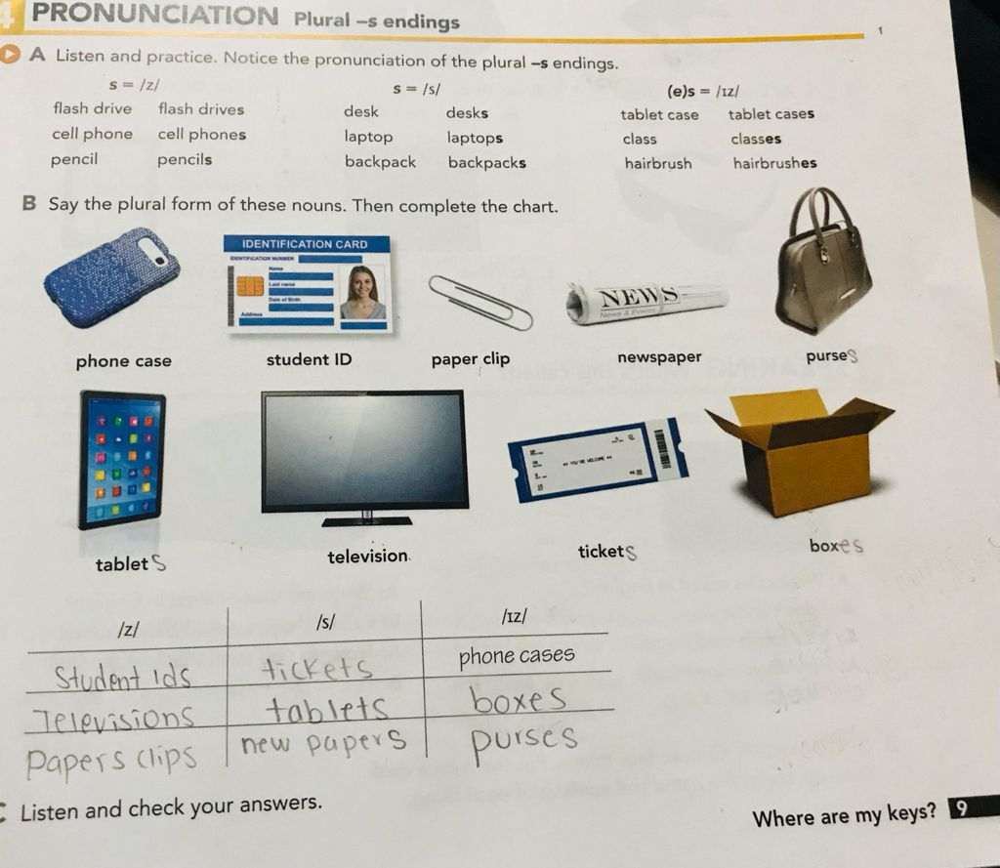 4 PRONUNCIATION Plural –s endings
1
A Listen and practice. Notice the pronunciation of the plural –s endings.
s = /z/ s = /s/ (e)s = /ɪz/
flash drive flash drives desk desks tablet case tablet cases
cell phone cell phones laptop laptops class classes
pencil pencils backpack backpacks hairbrush hairbrushes
B Say the plural form of these nouns. Then complete the chart.
IDENTIFICATION CARD
IDENTIFICATION NUMBER
Name
Last name
Date of Birth
Address
NEWS
News & Events
phone case student ID paper clip newspaper purses
YOU'RE WELCOME
tablets television tickets boxes
/z/ /s/ /ɪz/
Student Ids tickets phone cases
Televisions tablets boxes
Papers clips new papers purses
C Listen and check your answers.
Where are my keys? 9